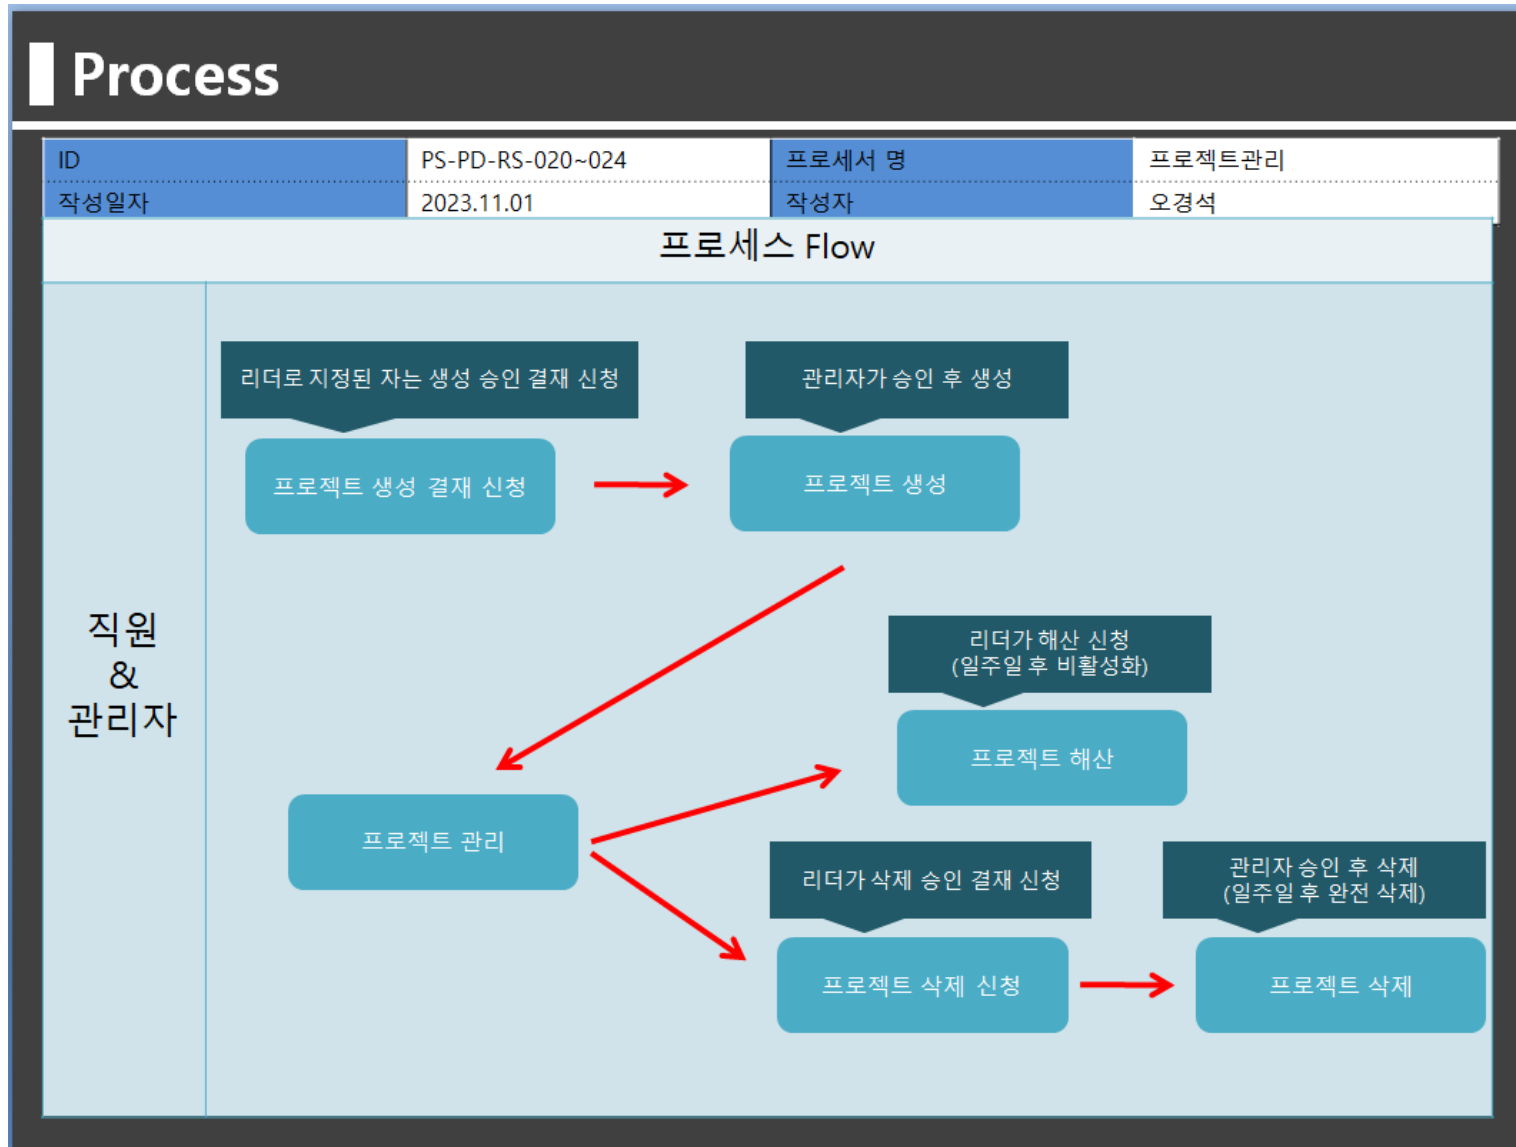 Process
ID PS-PD-RS-020~024 프로세서 명 프로젝트관리
작성일자 2023.11.01 작성자 오경석
프로세스 Flow
직원
&
관리자
리더로 지정된 자는 생성 승인 결재 신청
프로젝트 생성 결재 신청
관리자가 승인 후 생성
프로젝트 생성
리더가 해산 신청
(일주일 후 비활성화)
프로젝트 해산
프로젝트 관리
리더가 삭제 승인 결재 신청
프로젝트 삭제 신청
관리자 승인 후 삭제
(일주일 후 완전 삭제)
프로젝트 삭제